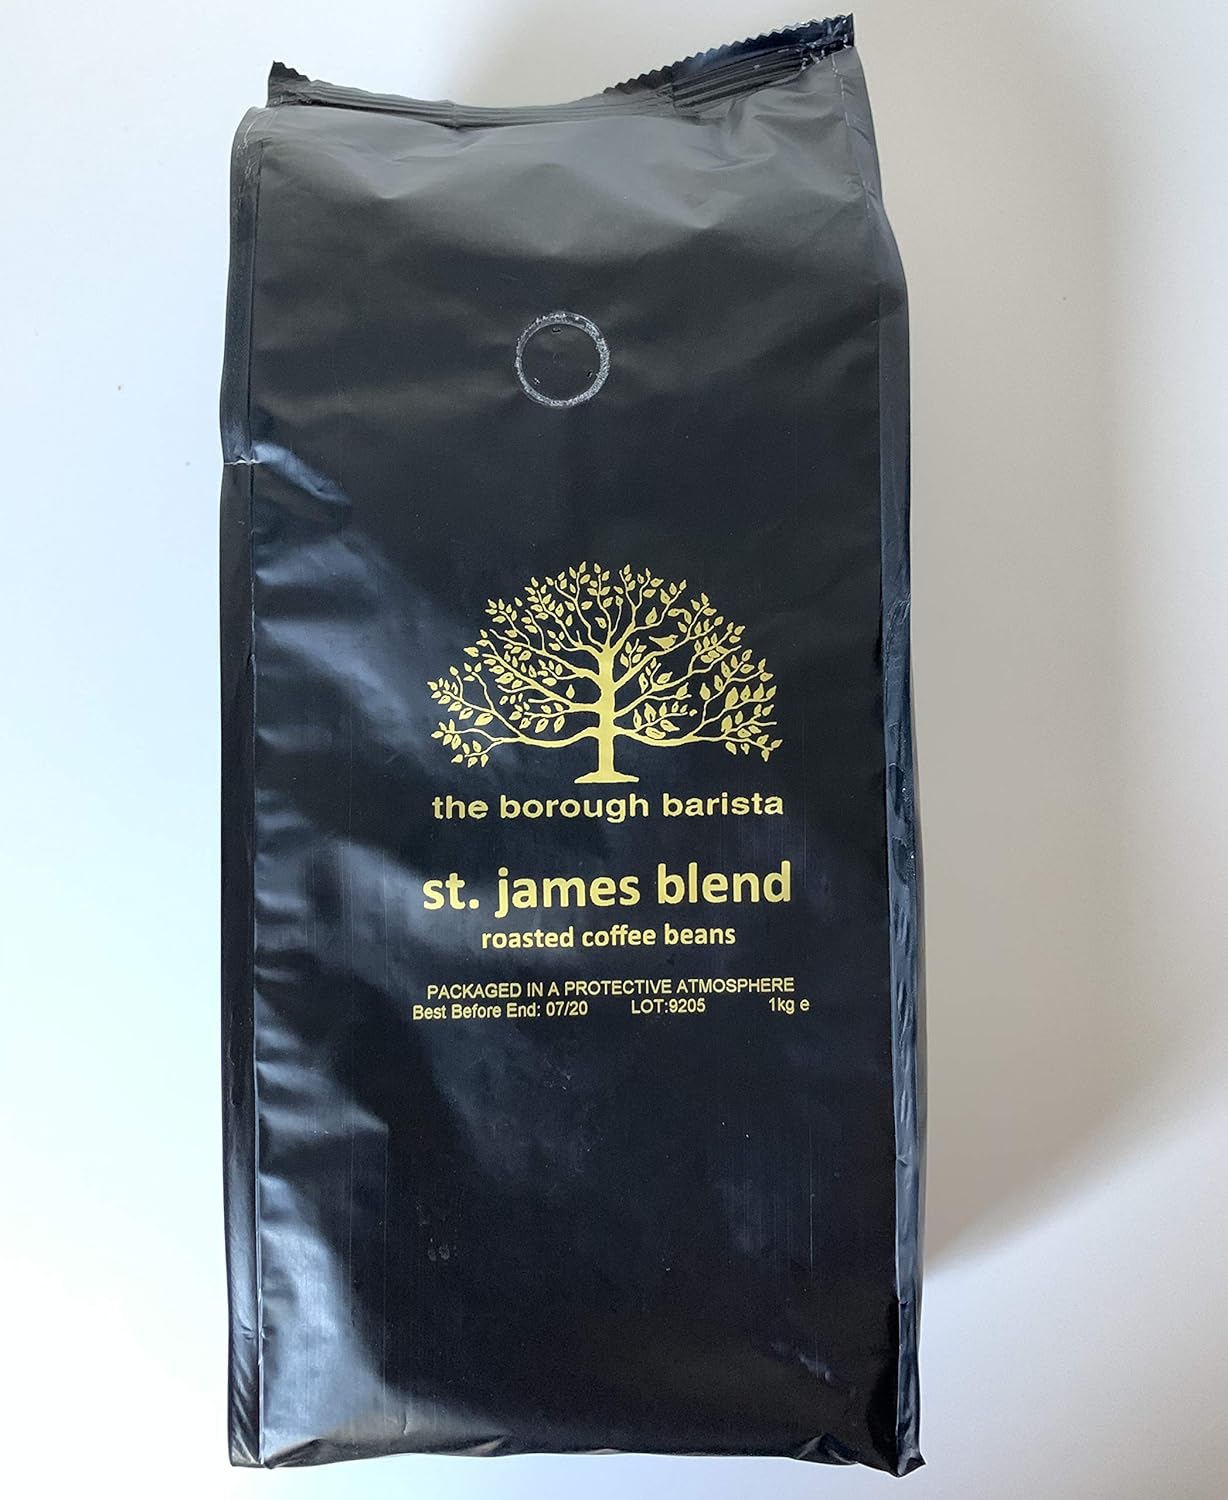 the borough barista
st. james blend
roasted coffee beans
PACKAGED IN A PROTECTIVE ATMOSPHERE
Best Before End: 07/20 LOT:9205 1kg e